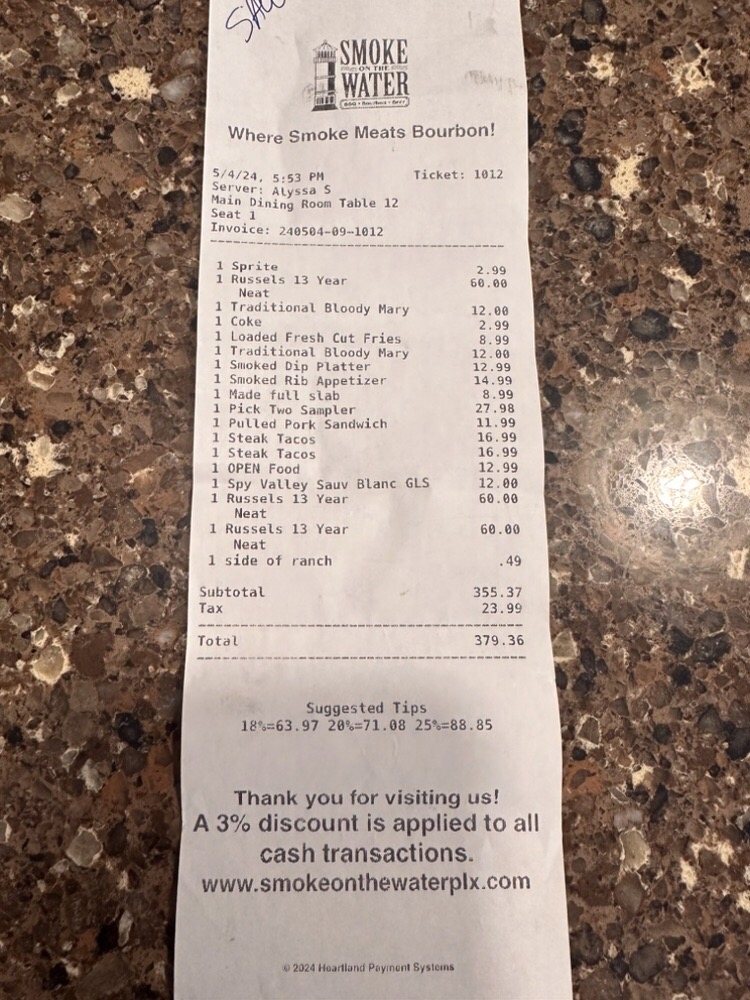 SMOKE
ON THE
WATER
BBQ • Bourbon • Beer
Where Smoke Meats Bourbon!
5/4/24, 5:53 PM Ticket: 1012
Server: Alyssa S
Main Dining Room Table 12
Seat 1
Invoice: 240504-09-1012
1 Sprite 2.99
1 Russels 13 Year 60.00
Neat
1 Traditional Bloody Mary 12.00
1 Coke 2.99
1 Loaded Fresh Cut Fries 8.99
1 Traditional Bloody Mary 12.00
1 Smoked Dip Platter 12.99
1 Smoked Rib Appetizer 14.99
1 Made full slab 8.99
1 Pick Two Sampler 27.98
1 Pulled Pork Sandwich 11.99
1 Steak Tacos 16.99
1 Steak Tacos 16.99
1 OPEN Food 12.99
1 Spy Valley Sauv Blanc GLS 12.00
1 Russels 13 Year 60.00
Neat
1 Russels 13 Year 60.00
Neat
1 side of ranch .49
Subtotal 355.37
Tax 23.99
Total 379.36
Suggested Tips
18%=63.97 20%=71.08 25%=88.85
Thank you for visiting us!
A 3% discount is applied to all
cash transactions.
www.smokeonthewaterplx.com
© 2024 Heartland Payment Systems